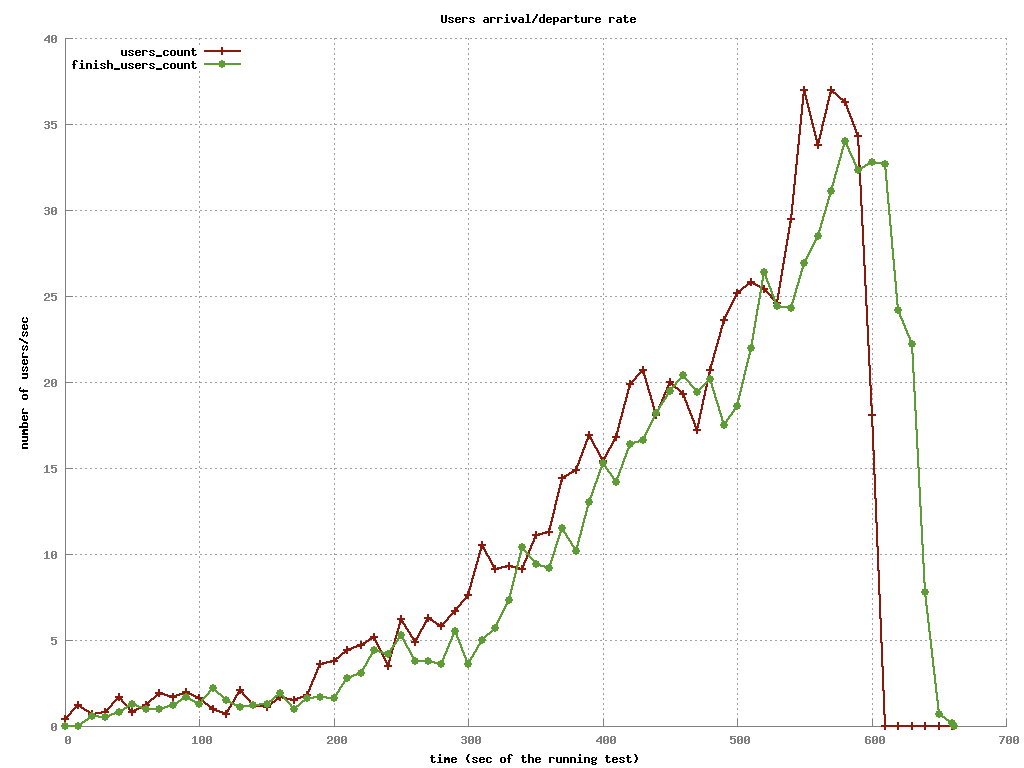 Users arrival/departure rate
40
users_count
finish_users_count
35
30
25
20
15
10
5
0
number of users/sec
0 100 200 300 400 500 600 700
time (sec of the running test)